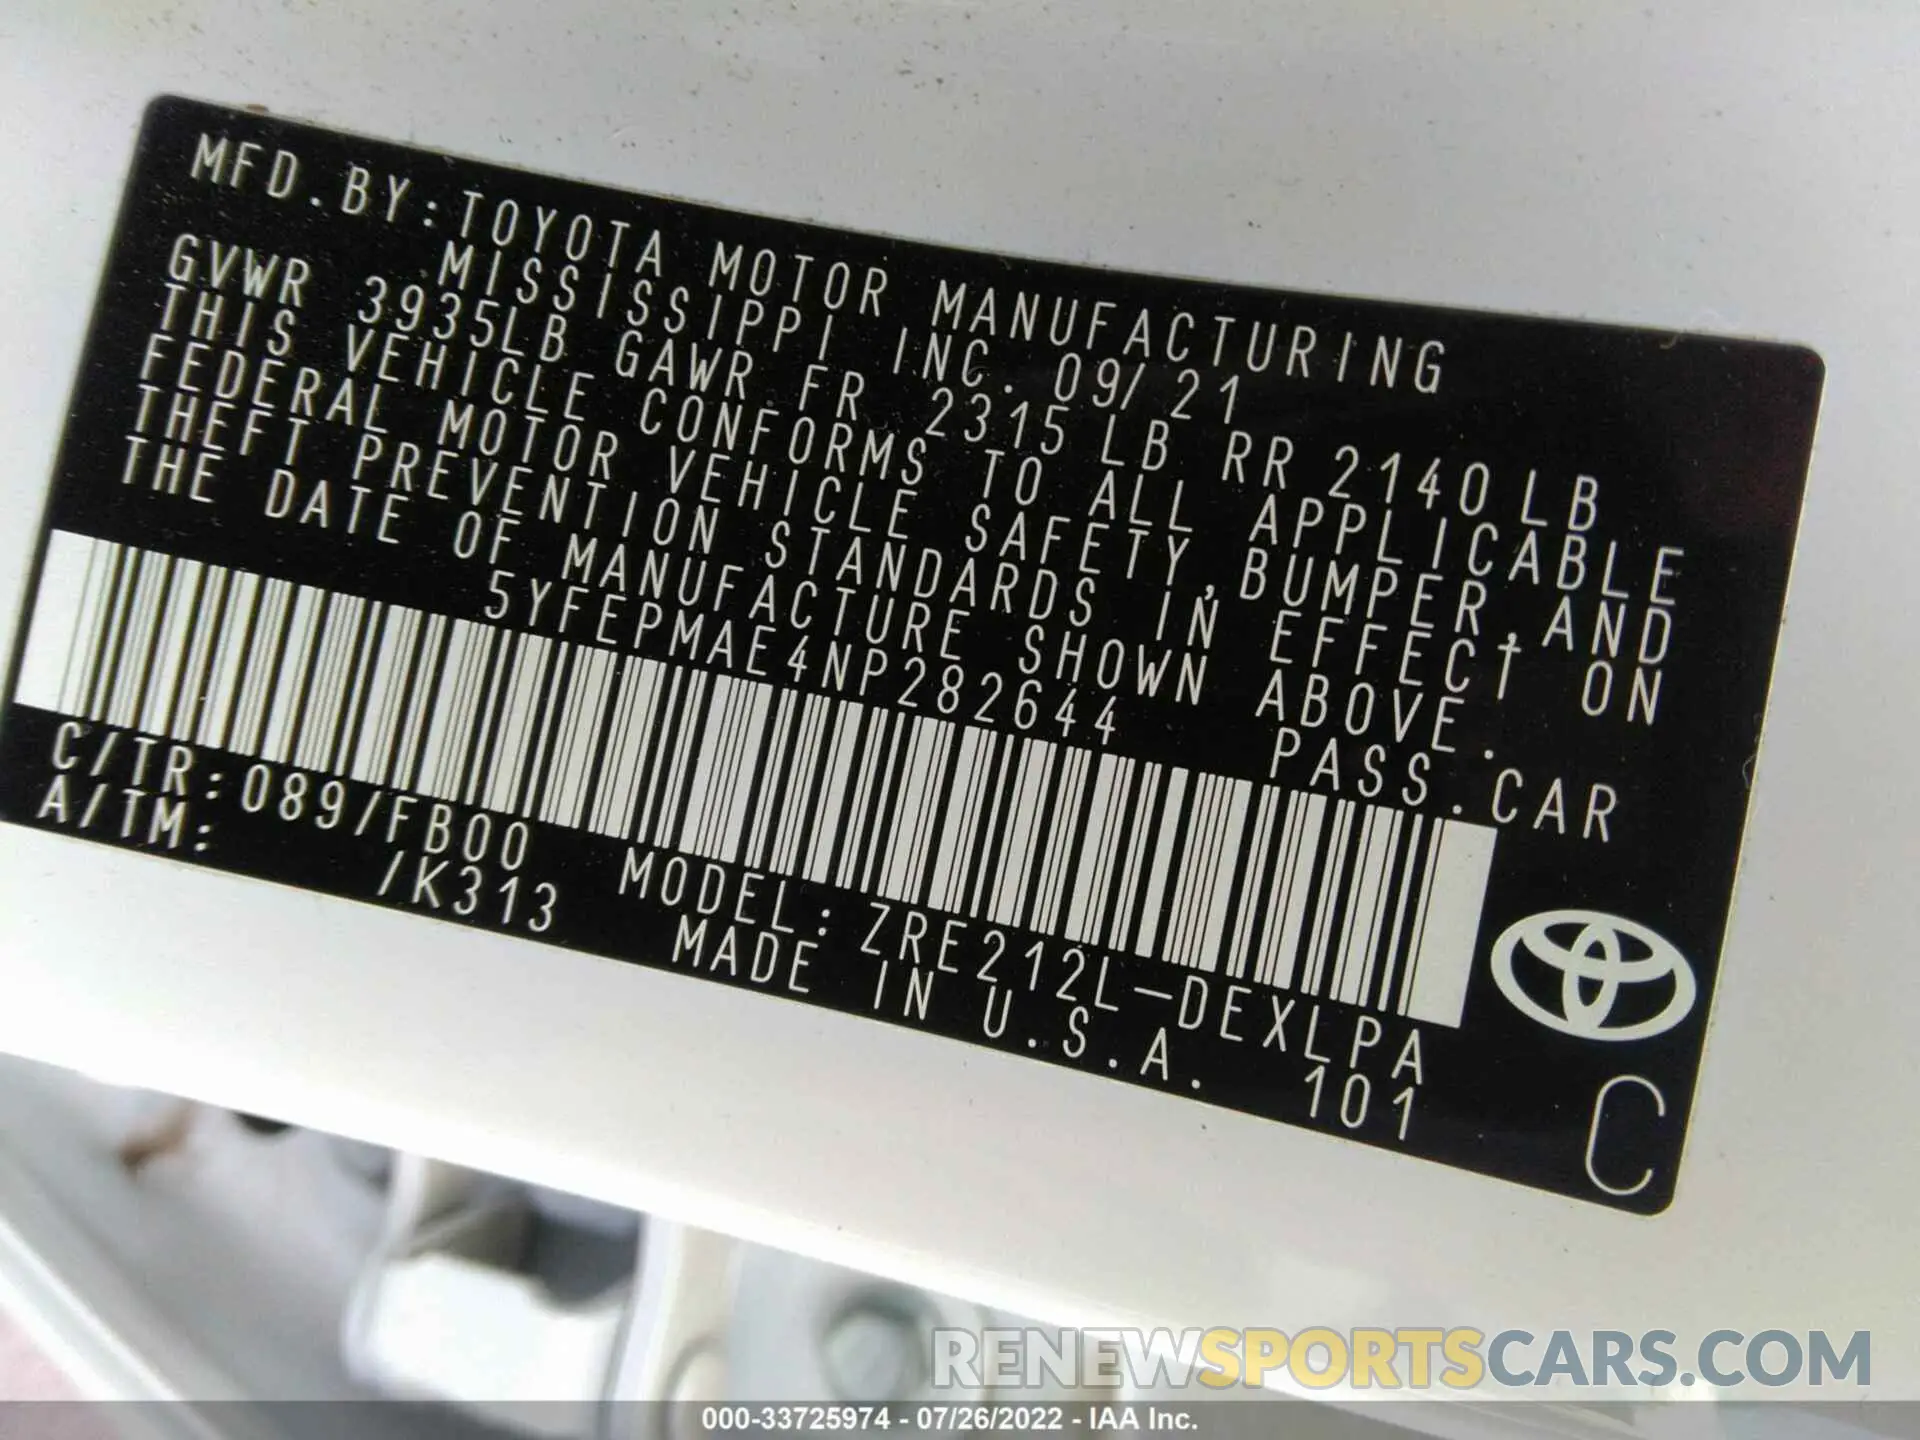 MFD.BY:TOYOTA MOTOR MANUFACTURING
MISSISSIPPI INC. 09/21
GVWR 3935LB GAWR FR 2315LB RR 2140LB
THIS VEHICLE CONFORMS TO ALL APPLICABLE
FEDERAL MOTOR VEHICLE SAFETY,BUMPER,AND
THEFT PREVENTION STANDARDS IN EFFECT ON
THE DATE OF MANUFACTURE SHOWN ABOVE.
5YFEPMAE4NP282644 PASS.CAR
C/TR:089/FB00 MODEL:ZRE212L-DEXLPA
A/TM: /K313 MADE IN U.S.A. 101
C
RENEWSPORTSCARS.COM
000-33725974 - 07/26/2022 - IAA Inc.